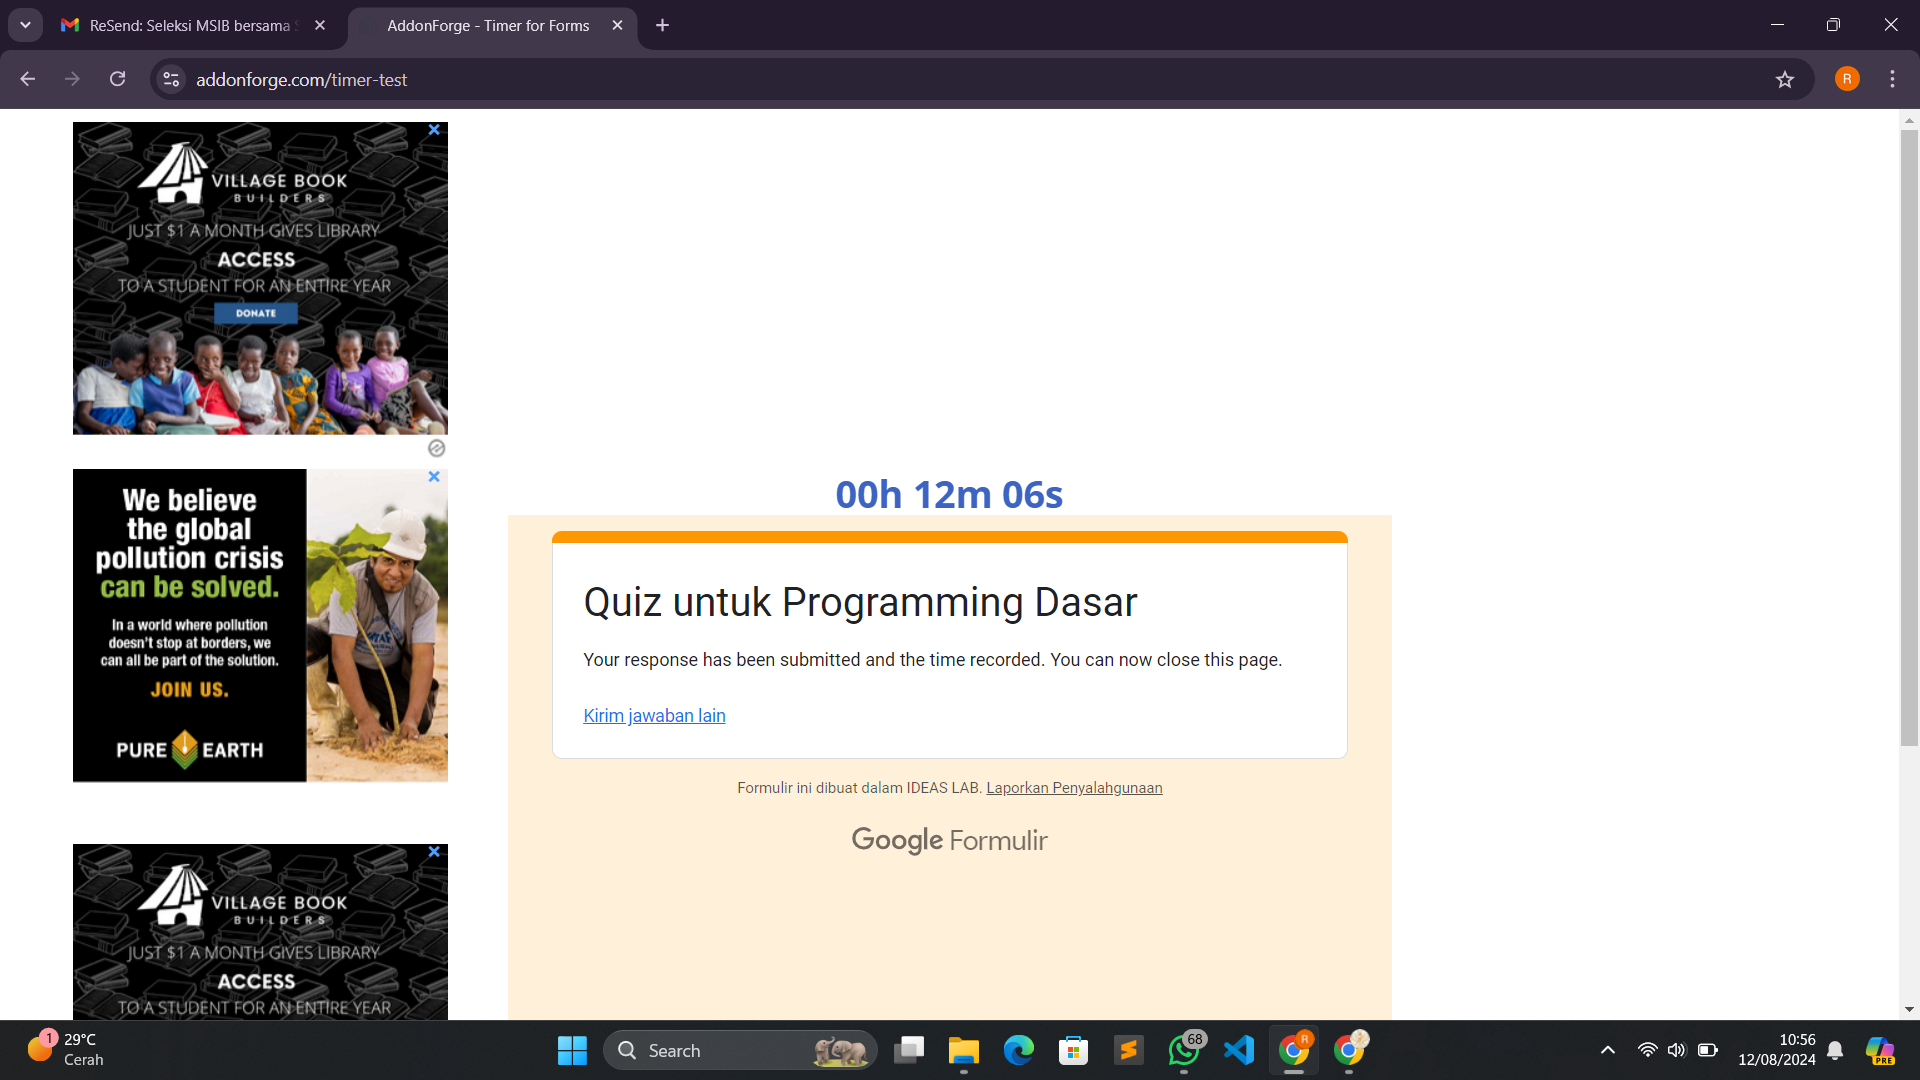 ReSend: Seleksi MSIB bersama
AddonForge - Timer for Forms
addonforge.com/timer-test
R
VILLAGE BOOK
BUILDERS
JUST $1 A MONTH GIVES LIBRARY
ACCESS
TO A STUDENT FOR AN ENTIRE YEAR
DONATE
We believe
the global
pollution crisis
can be solved.
In a world where pollution
doesn't stop at borders, we
can all be part of the solution.
JOIN US.
PURE EARTH
VILLAGE BOOK
BUILDERS
JUST $1 A MONTH GIVES LIBRARY
ACCESS
TO A STUDENT FOR AN ENTIRE YEAR
00h 12m 06s
Quiz untuk Programming Dasar
Your response has been submitted and the time recorded. You can now close this page.
Kirim jawaban lain
Formulir ini dibuat dalam IDEAS LAB. Laporkan Penyalahgunaan
Google Formulir
1
29°C
Cerah
Search
68
R
10:56
12/08/2024
PRE